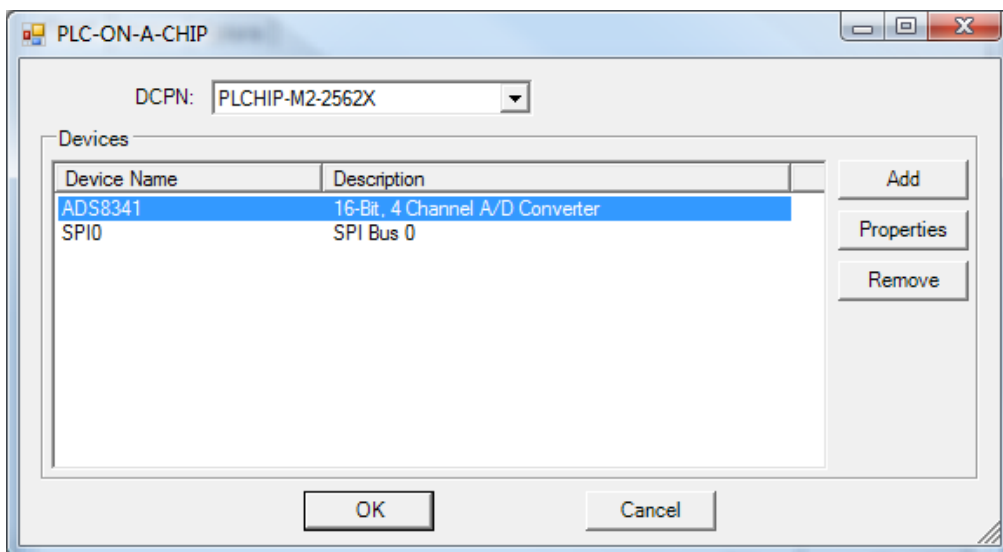 PLC-ON-A-CHIP
DCPN: PLCHIP-M2-2562X
Devices
Device Name Description
ADS8341 16-Bit, 4 Channel A/D Converter
SPI0 SPI Bus 0
Add
Properties
Remove
OK Cancel